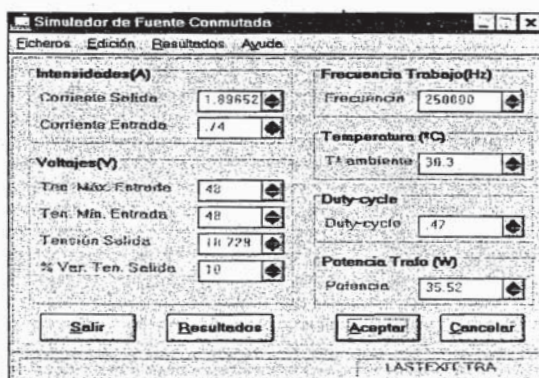 Simulador de Fuente Conmutada
Ficheros Edición Resultados Ayuda
Intensidades(A)
Corriente Salida 1.89652
Corriente Entrada .74
Voltajes(V)
Ten. Máx. Entrada 48
Ten. Mín. Entrada 48
Tensión Salida 18.729
% Var. Ten. Salida 10
Frecuencia Trabajo(Hz)
Frecuencia 250000
Temperatura (ºC)
Tª ambiente 30.3
Duty-cycle
Duty-cycle .47
Potencia Trafo (W)
Potencia 35.52
Salir Resultados Aceptar Cancelar
LASTEXIT.TRA